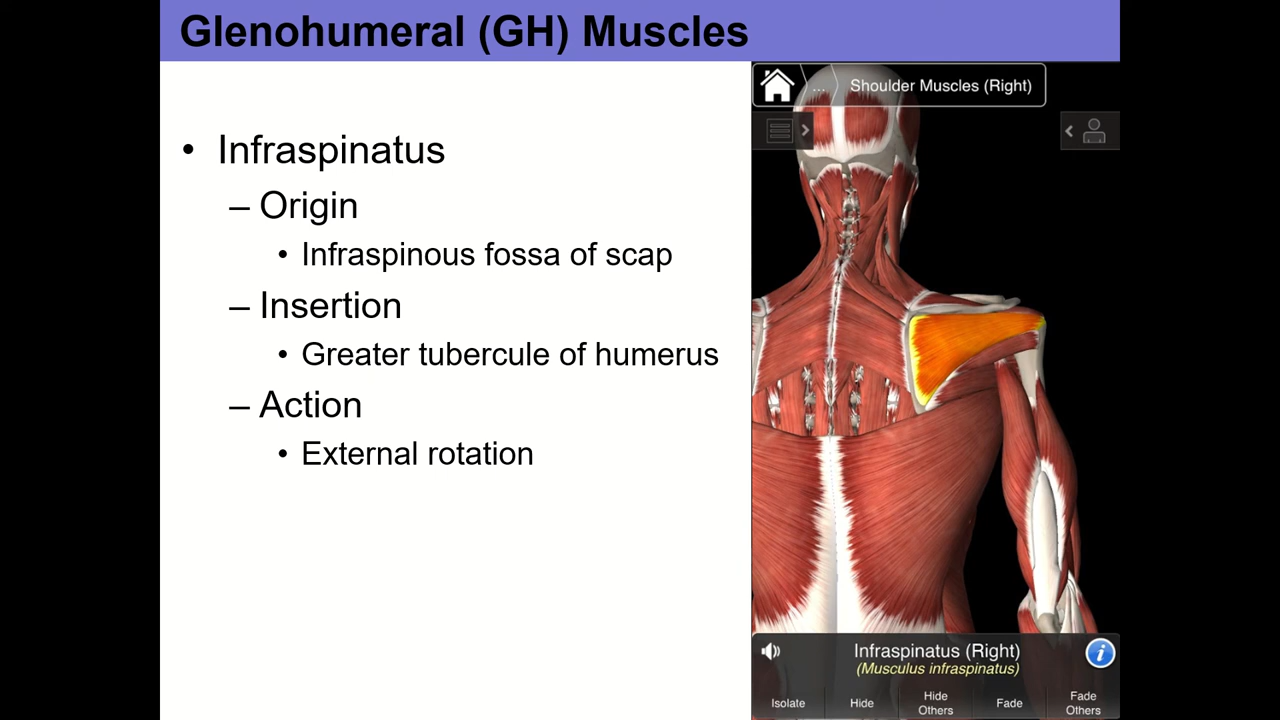 Glenohumeral (GH) Muscles
• Infraspinatus
– Origin
• Infraspinous fossa of scap
– Insertion
• Greater tubercule of humerus
– Action
• External rotation
... Shoulder Muscles (Right)
Infraspinatus (Right)
(Musculus infraspinatus)
i
Isolate
Hide
Hide
Others
Fade
Fade
Others